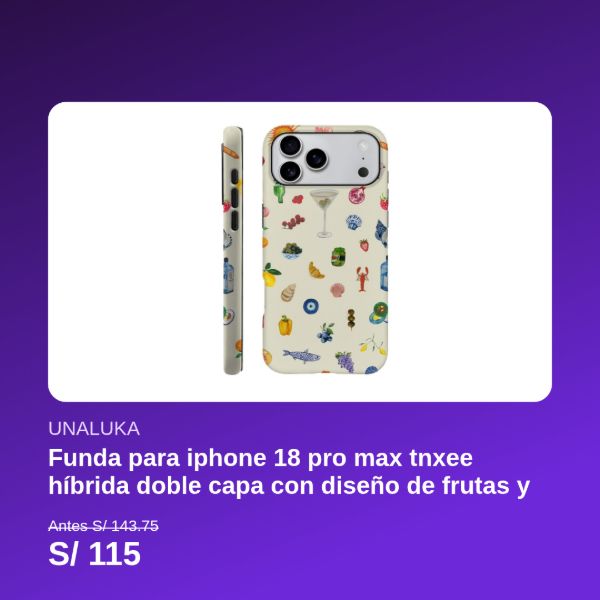 UNALUKA
Funda para iphone 18 pro max tnxee
híbrida doble capa con diseño de frutas y
Antes S/ 143.75
S/ 115